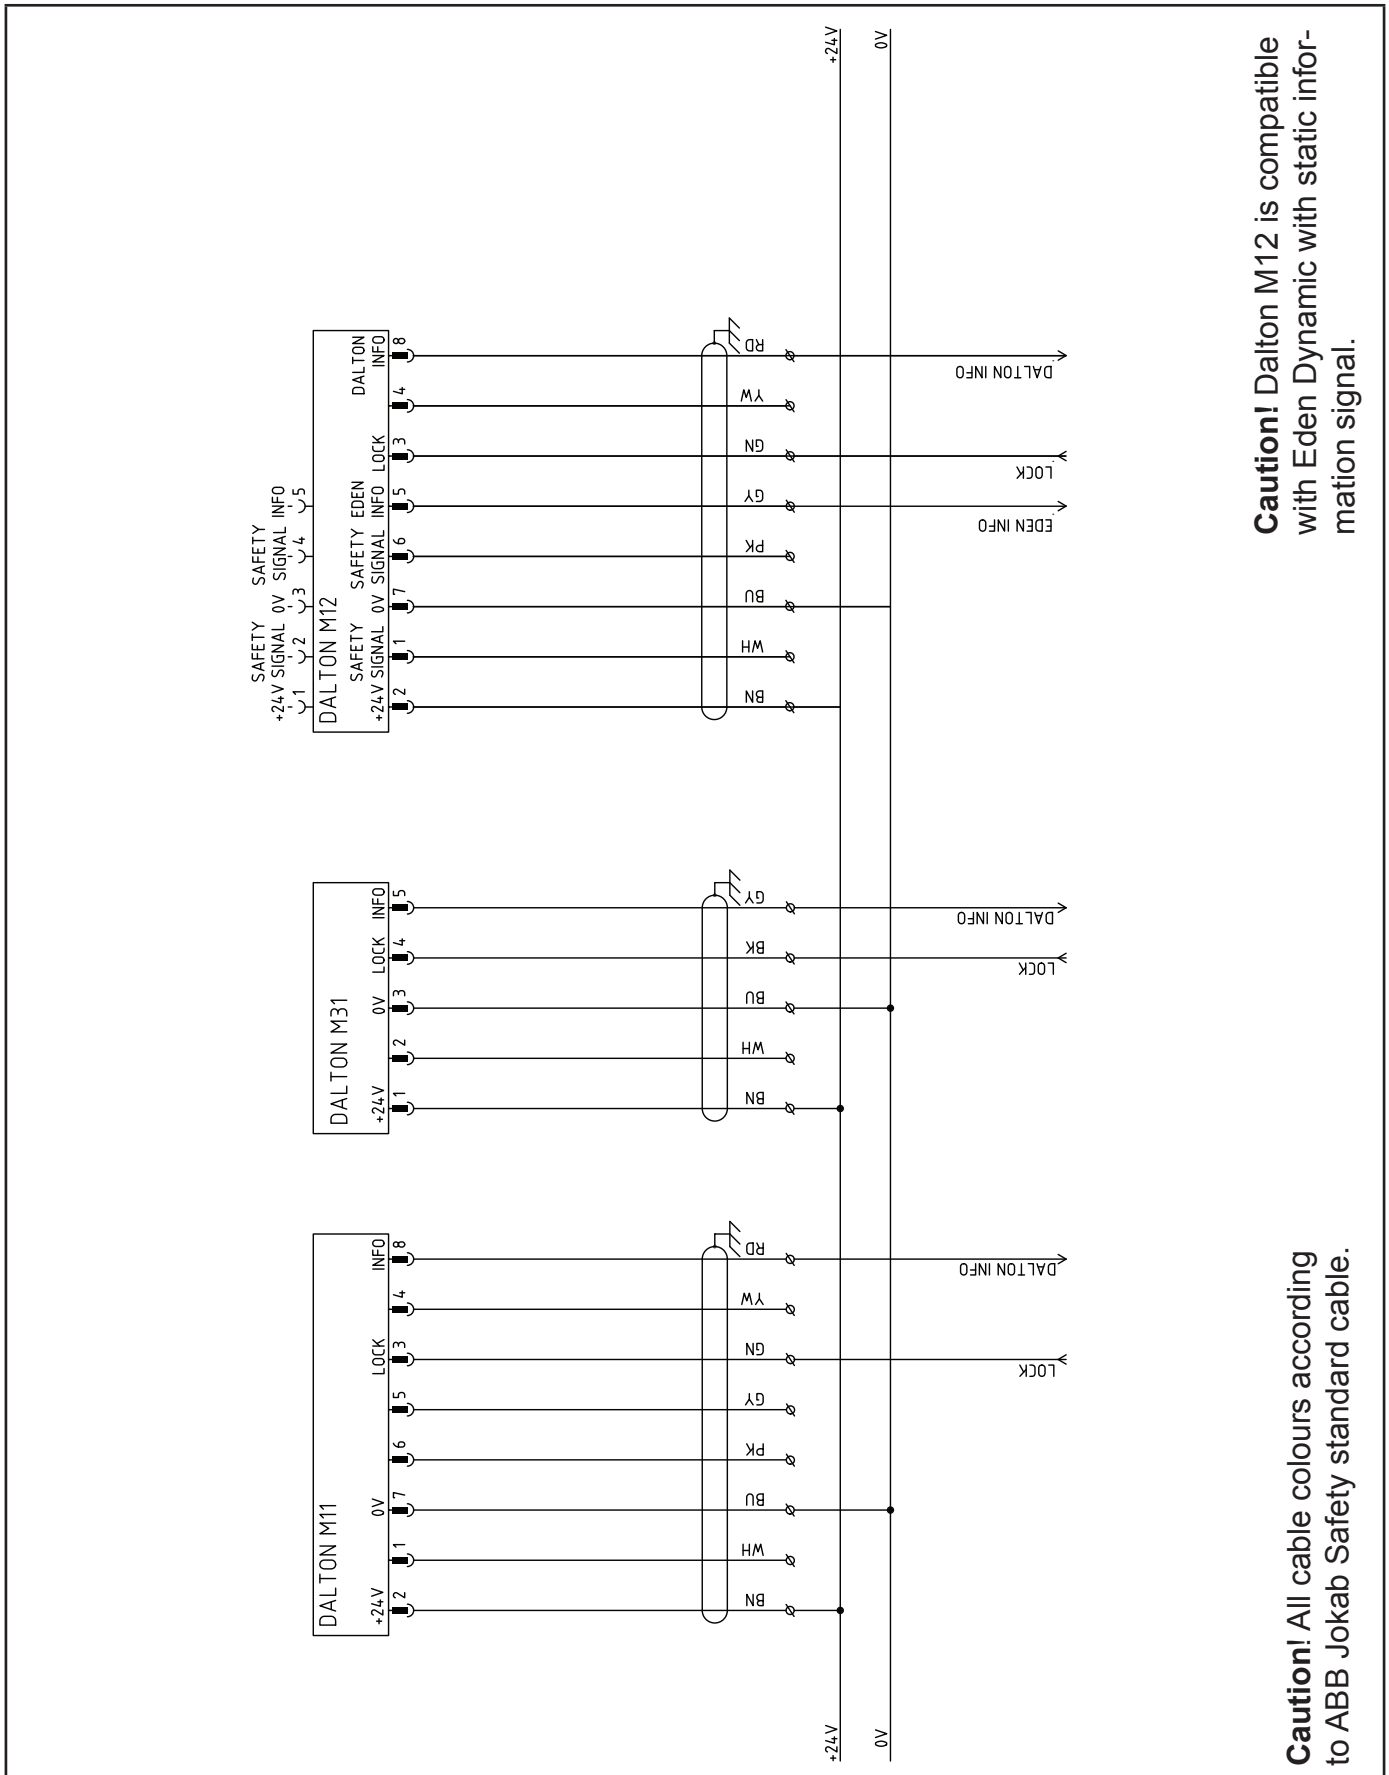 DALTON M11
+24V 0V LOCK INFO
2 1 7 6 5 3 4 8
BN WH BU PK GY GN YW RD
LOCK
DALTON INFO
DALTON M31
+24V 0V LOCK INFO
1 2 3 4 5
BN WH BU BK GY
LOCK
DALTON INFO
SAFETY SAFETY
+24V SIGNAL 0V SIGNAL INFO
1 2 3 4 5
DALTON M12
SAFETY SAFETY EDEN DALTON
+24V SIGNAL 0V SIGNAL INFO LOCK INFO
2 1 7 6 5 3 4 8
BN WH BU PK GY GN YW RD
EDEN INFO
LOCK
DALTON INFO
+24V +24V
0V 0V
Caution! All cable colours according
to ABB Jokab Safety standard cable.
Caution! Dalton M12 is compatible
with Eden Dynamic with static infor-
mation signal.